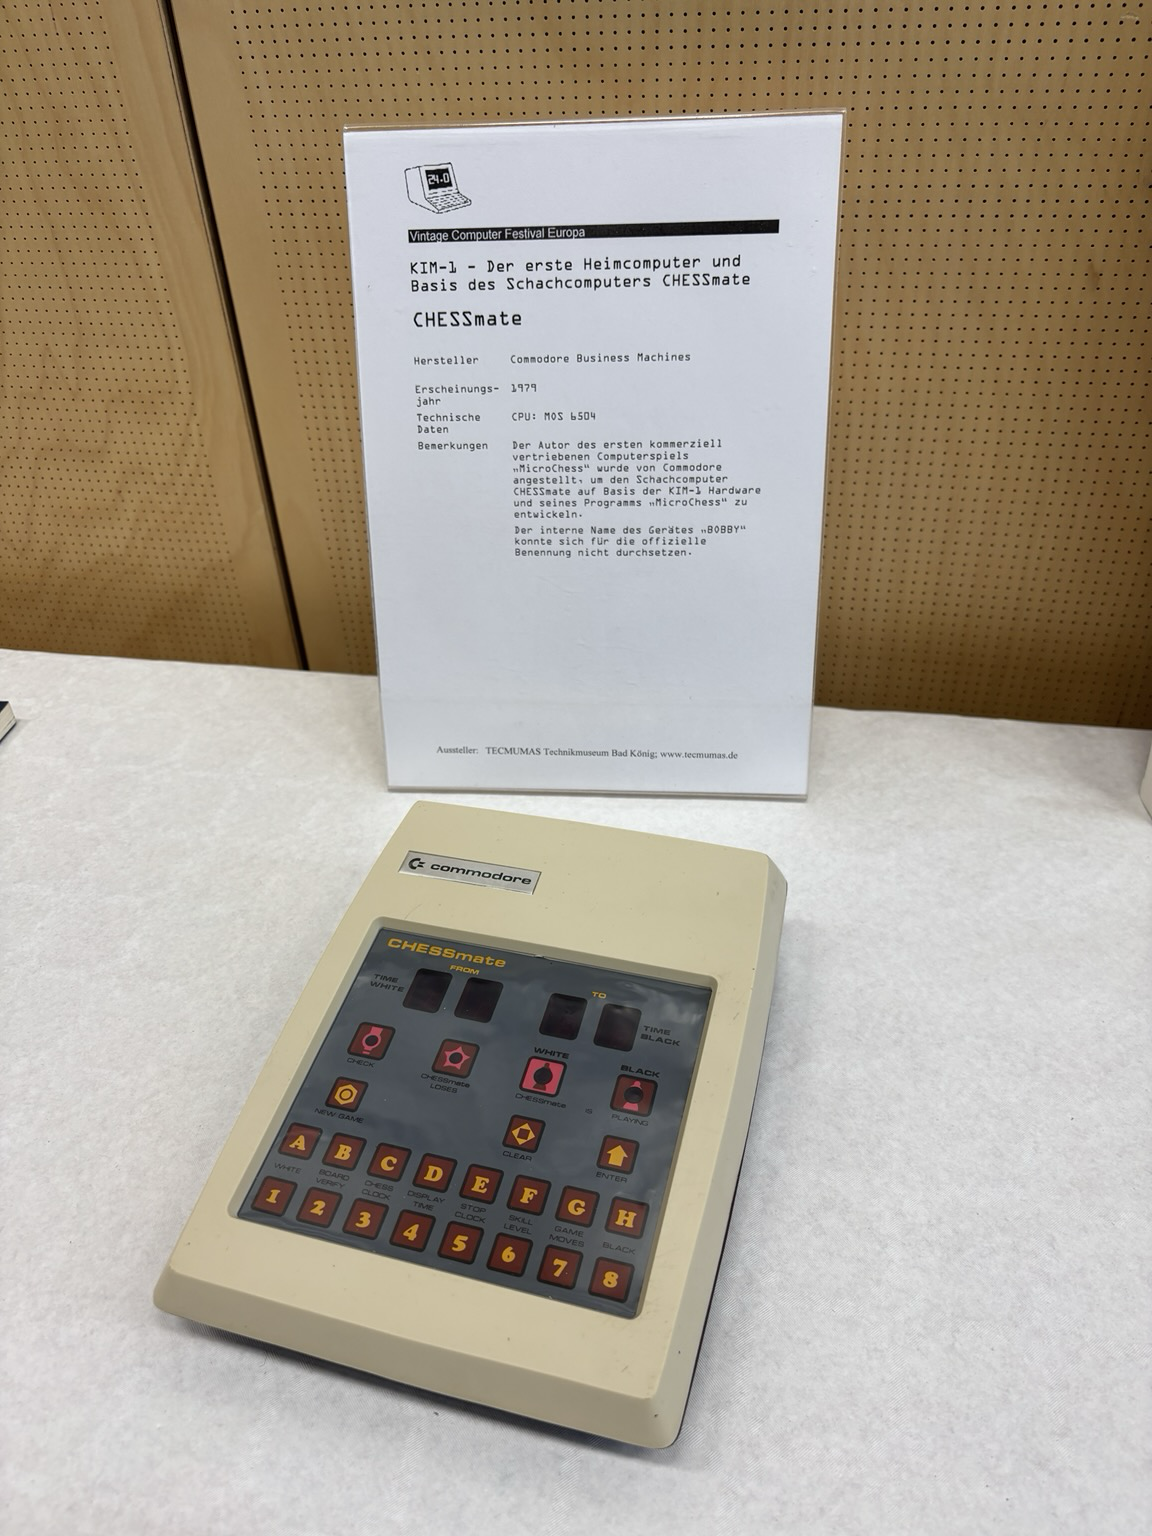 24.0
Vintage Computer Festival Europa
KIM-1 - Der erste Heimcomputer und
Basis des Schachcomputers CHESSmate
CHESSmate
Hersteller Commodore Business Machines
Erscheinungs- 1979
jahr
Technische CPU: MOS 6504
Daten
Bemerkungen Der Autor des ersten kommerziell
vertriebenen Computerspiels
„MicroChess“ wurde von Commodore
angestellt, um den Schachcomputer
CHESSmate auf Basis der KIM-1 Hardware
und seines Programms „MicroChess“ zu
entwickeln.
Der interne Name des Gerätes „BOBBY“
konnte sich für die offizielle
Benennung nicht durchsetzen.
Aussteller: TECMUMAS Technikmuseum Bad König; www.tecmumas.de
commodore
CHESSmate
FROM
TO
TIME
WHITE
TIME
BLACK
CHECK
CHESSmate
LOSES
WHITE
CHESSmate IS
BLACK
PLAYING
NEW GAME
CLEAR
ENTER
A B C D E F G H
WHITE
BOARD
VERIFY
CHESS
CLOCK
DISPLAY
TIME
STOP
CLOCK
SKILL
LEVEL
GAME
MOVES
BLACK
1 2 3 4 5 6 7 8